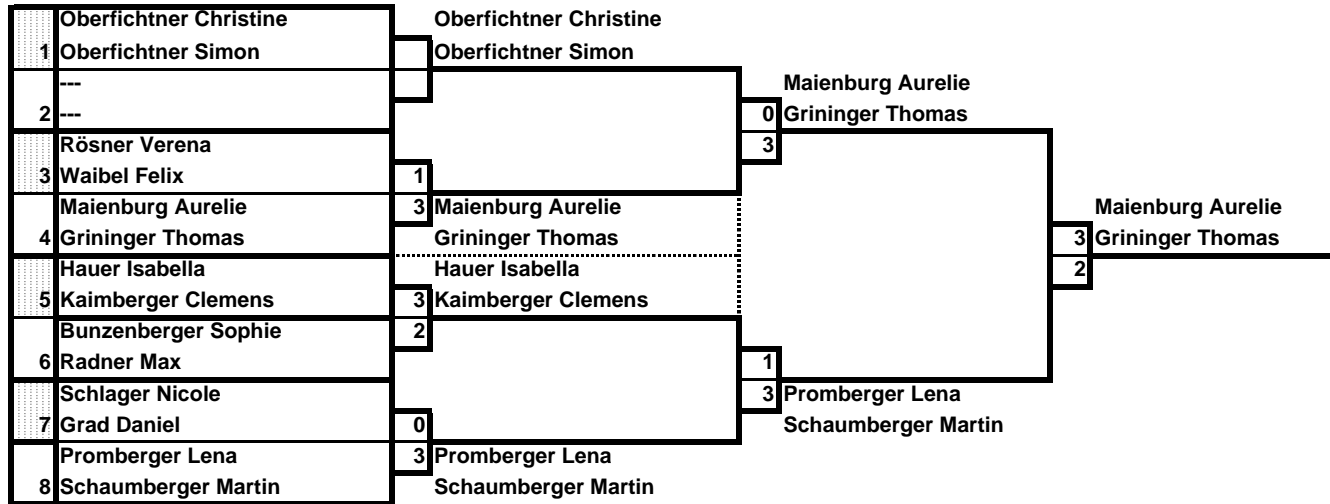 Oberfichtner Christine Oberfichtner Christine
1 Oberfichtner Simon Oberfichtner Simon
--- Maienburg Aurelie
2 --- 0 Grininger Thomas
Rösner Verena 3
3 Waibel Felix 1
Maienburg Aurelie 3 Maienburg Aurelie Maienburg Aurelie
4 Grininger Thomas Grininger Thomas 3 Grininger Thomas
Hauer Isabella Hauer Isabella 2
5 Kaimberger Clemens 3 Kaimberger Clemens
Bunzenberger Sophie 2
6 Radner Max 1
Schlager Nicole 3 Promberger Lena
7 Grad Daniel 0 Schaumberger Martin
Promberger Lena 3 Promberger Lena
8 Schaumberger Martin Schaumberger Martin